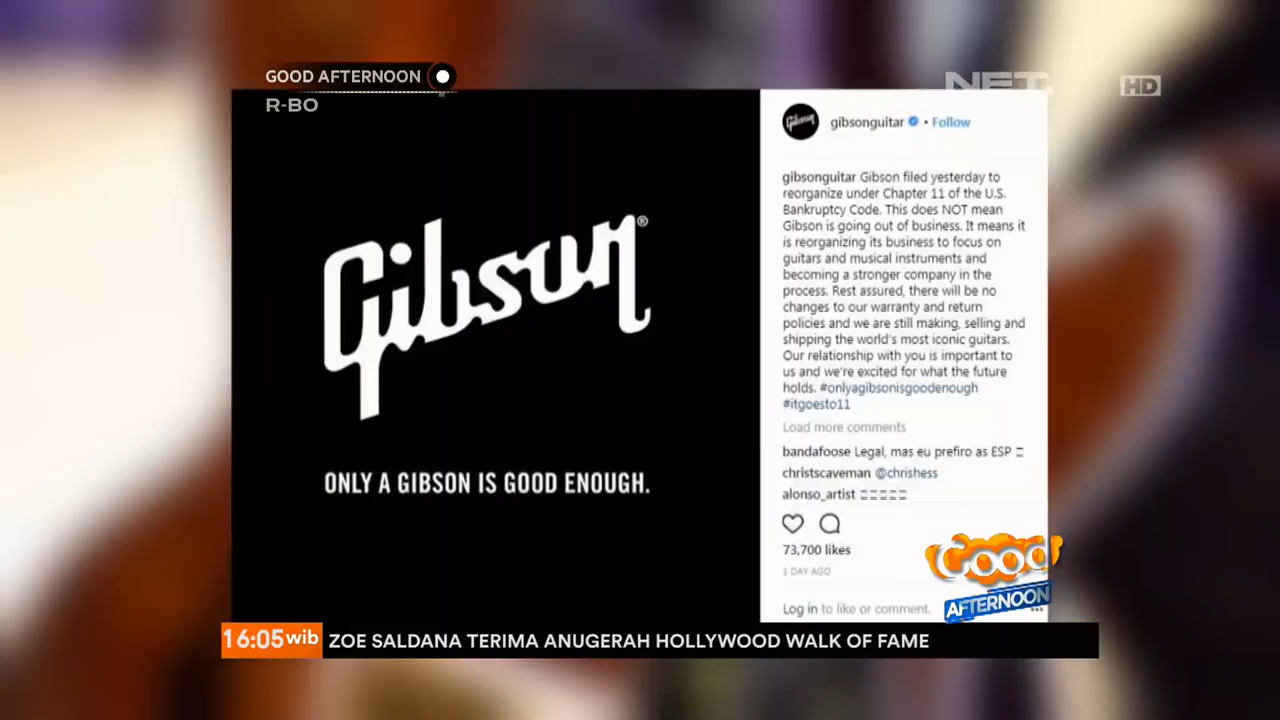 GOOD AFTERNOON
R-BO
NET.
HD
Gibson®
ONLY A GIBSON IS GOOD ENOUGH.
Gibson
gibsonguitar • Follow
gibsonguitar Gibson filed yesterday to
reorganize under Chapter 11 of the U.S.
Bankruptcy Code. This does NOT mean
Gibson is going out of business. It means it
is reorganizing its business to focus on
guitars and musical instruments and
becoming a stronger company in the
process. Rest assured, there will be no
changes to our warranty and return
policies and we are still making, selling and
shipping the world's most iconic guitars.
Our relationship with you is important to
us and we're excited for what the future
holds. #onlyagibsonisgoodenough
#itgoesto11
Load more comments
bandafoose Legal, mas eu prefiro as ESP
christscaveman @chrishess
alonso_artist
73,700 likes
1 DAY AGO
Log in to like or comment.
GOOD
AFTERNOON
16:05 wib ZOE SALDANA TERIMA ANUGERAH HOLLYWOOD WALK OF FAME